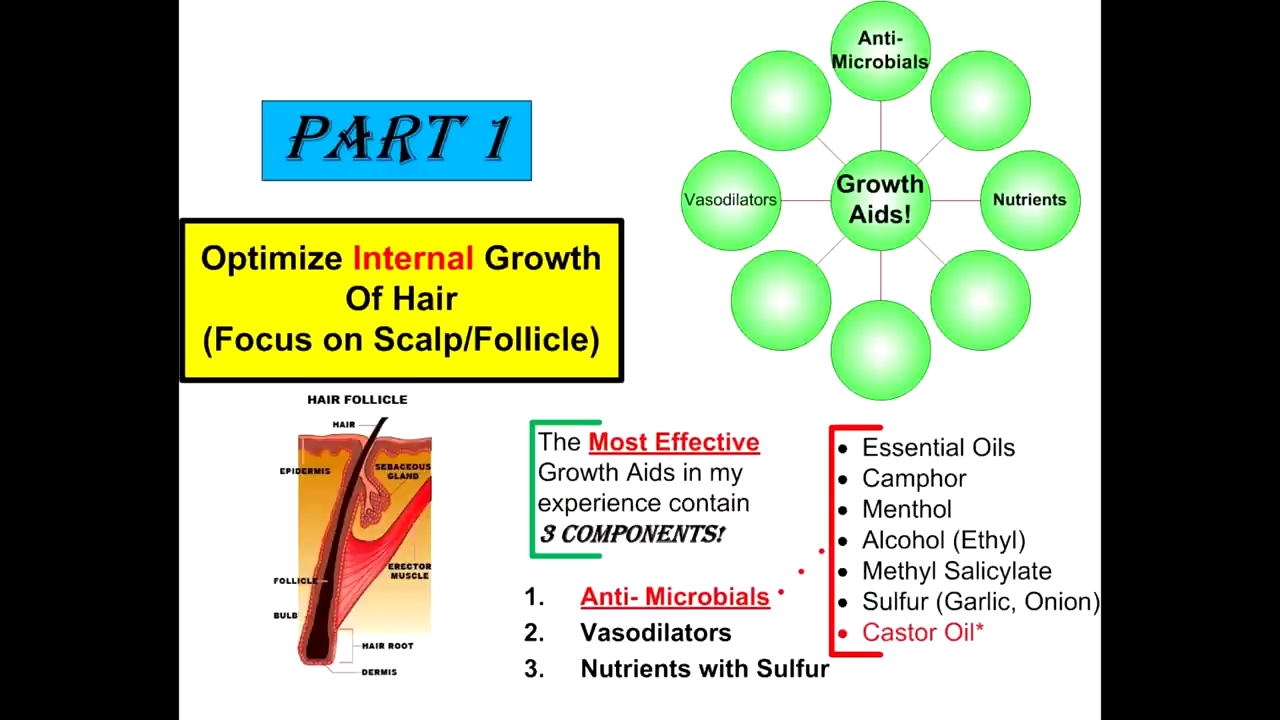 PART 1
Optimize Internal Growth
Of Hair
(Focus on Scalp/Follicle)
Anti-
Microbials
Vasodilators
Growth
Aids!
Nutrients
HAIR FOLLICLE
HAIR
EPIDERMIS
SEBACEOUS
GLAND
ERECTOR
MUSCLE
FOLLICLE
BULB
HAIR ROOT
DERMIS
The Most Effective
Growth Aids in my
experience contain
3 COMPONENTS!
1. Anti- Microbials
2. Vasodilators
3. Nutrients with Sulfur
• Essential Oils
• Camphor
• Menthol
• Alcohol (Ethyl)
• Methyl Salicylate
• Sulfur (Garlic, Onion)
• Castor Oil*